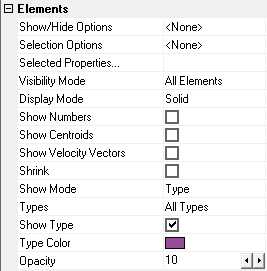 Elements
Show/Hide Options <None>
Selection Options <None>
Selected Properties...
Visibility Mode All Elements
Display Mode Solid
Show Numbers
Show Centroids
Show Velocity Vectors
Shrink
Show Mode Type
Types All Types
Show Type
Type Color
Opacity 10